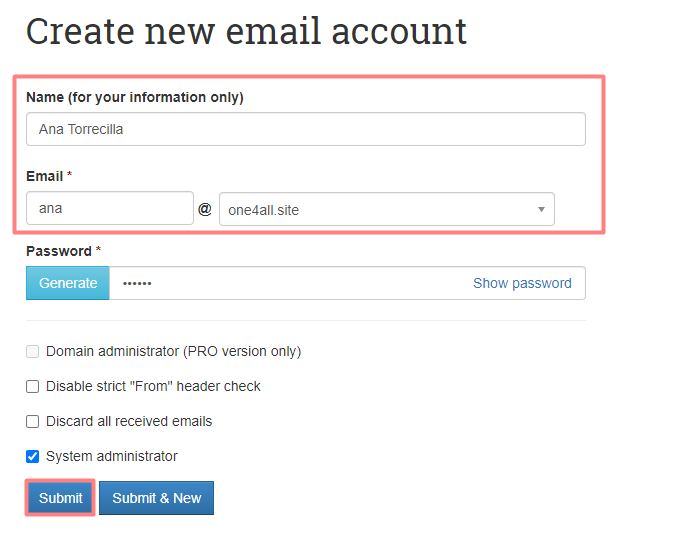 Create new email account
Name (for your information only)
Ana Torrecilla
Email *
ana @ one4all.site
Password *
Generate •••••• Show password
Domain administrator (PRO version only)
Disable strict "From" header check
Discard all received emails
System administrator
Submit Submit & New